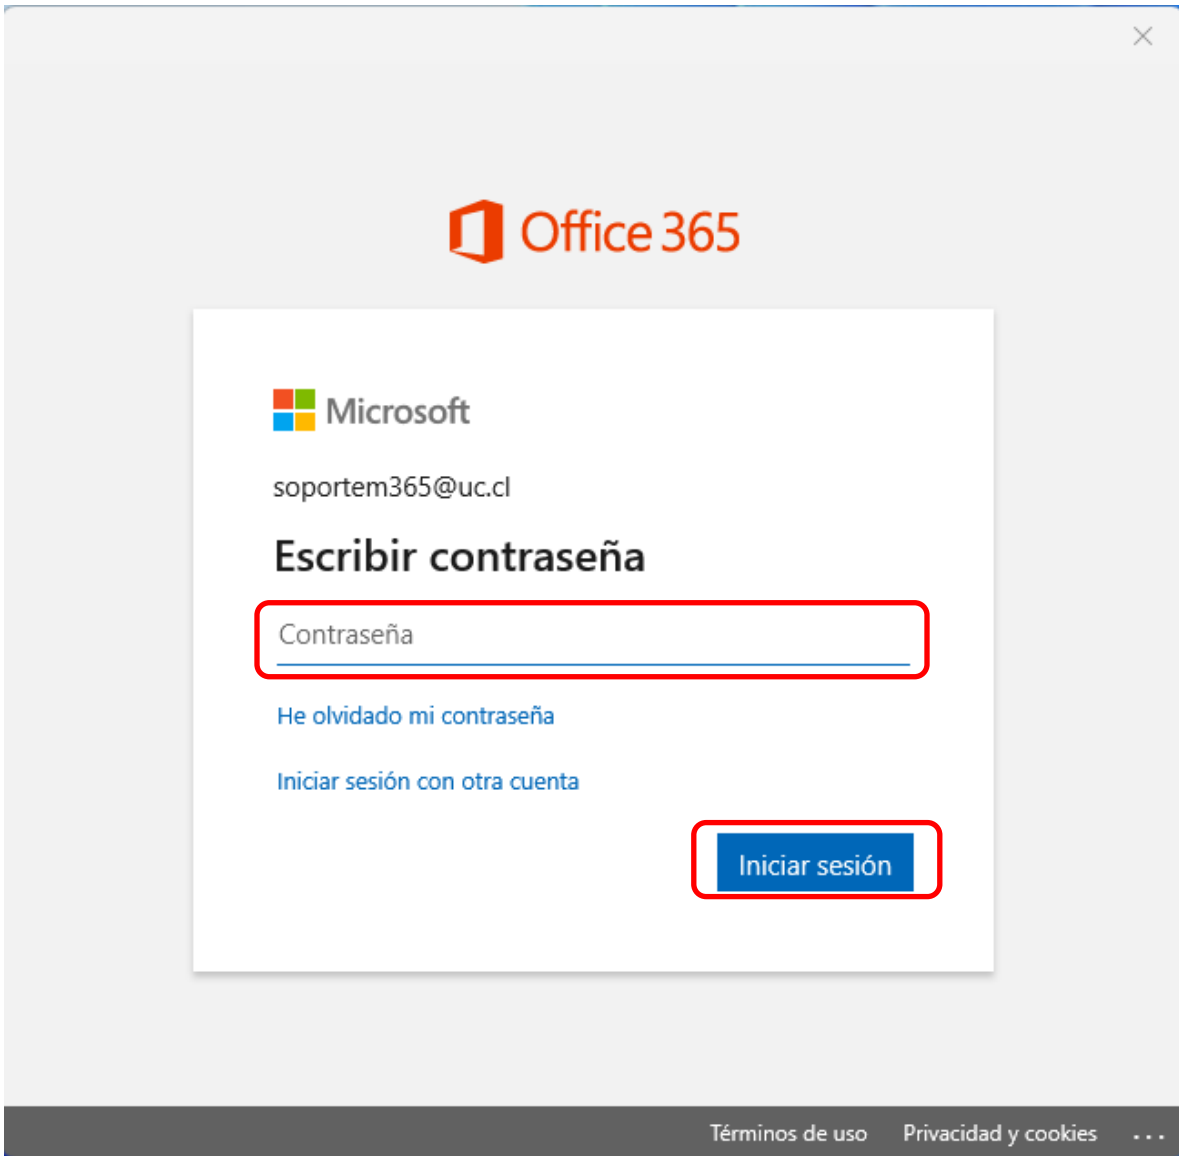 Office 365
Microsoft
soportem365@uc.cl
Escribir contraseña
Contraseña
He olvidado mi contraseña
Iniciar sesión con otra cuenta
Iniciar sesión
Términos de uso Privacidad y cookies ...